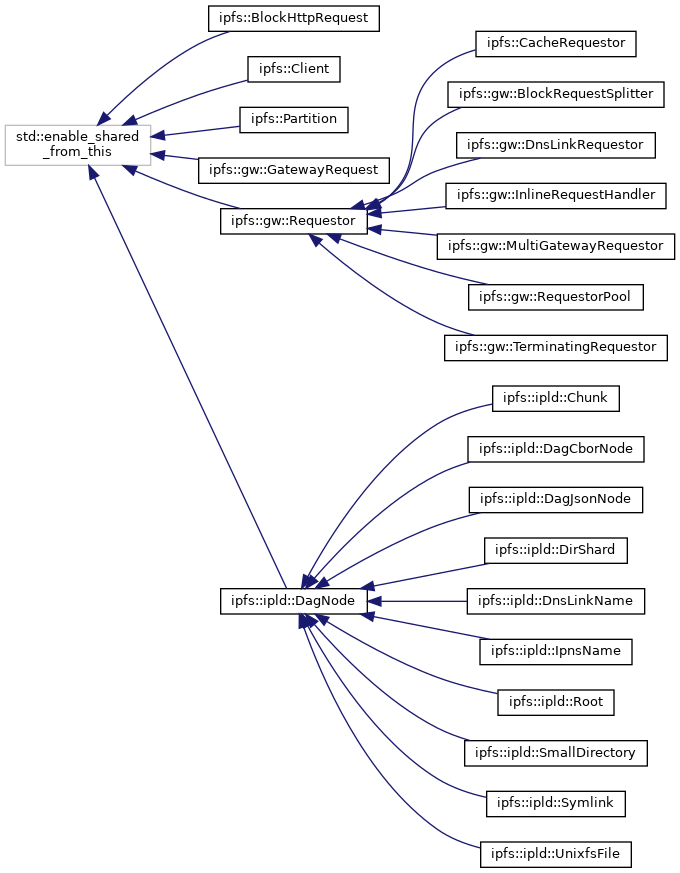 std::enable_shared
_from_this
ipfs::BlockHttpRequest
ipfs::Client
ipfs::Partition
ipfs::gw::GatewayRequest
ipfs::gw::Requestor
ipfs::CacheRequestor
ipfs::gw::BlockRequestSplitter
ipfs::gw::DnsLinkRequestor
ipfs::gw::InlineRequestHandler
ipfs::gw::MultiGatewayRequestor
ipfs::gw::RequestorPool
ipfs::gw::TerminatingRequestor
ipfs::ipld::DagNode
ipfs::ipld::Chunk
ipfs::ipld::DagCborNode
ipfs::ipld::DagJsonNode
ipfs::ipld::DirShard
ipfs::ipld::DnsLinkName
ipfs::ipld::IpnsName
ipfs::ipld::Root
ipfs::ipld::SmallDirectory
ipfs::ipld::Symlink
ipfs::ipld::UnixfsFile